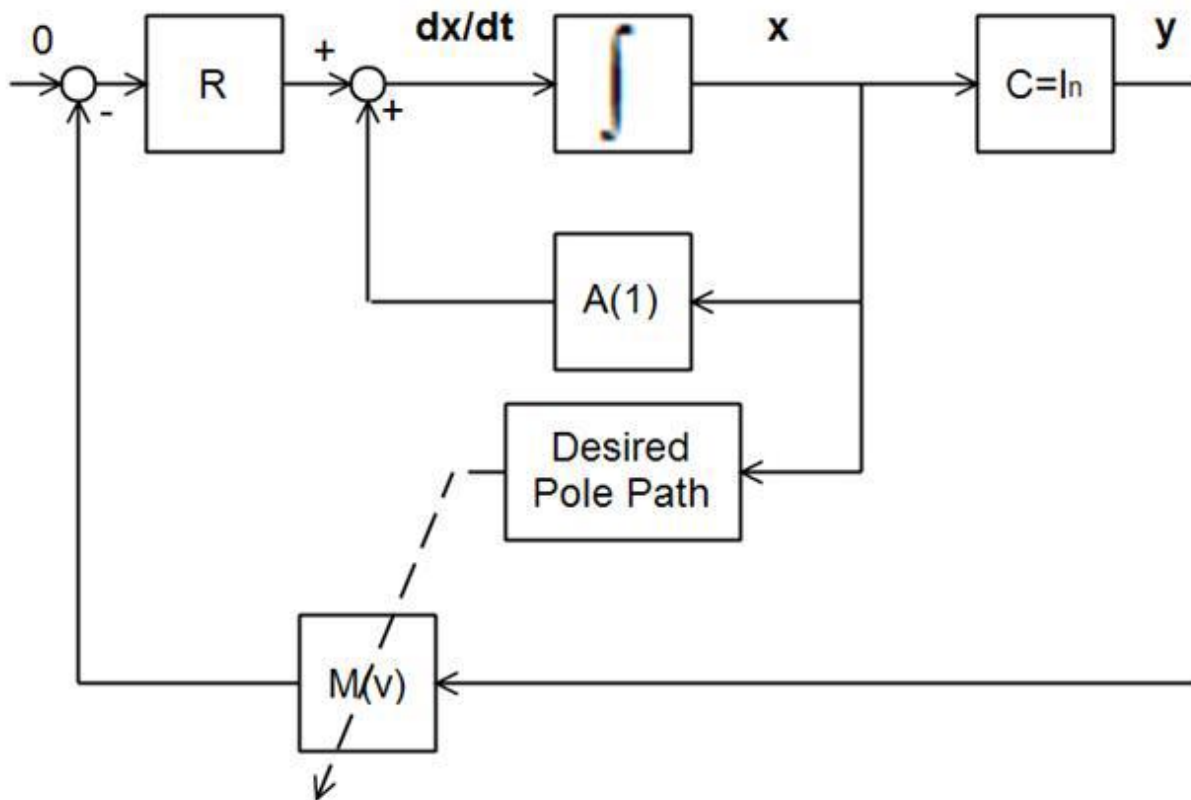 0
-
R
+
+
dx/dt
∫
x
C=In
y
A(1)
Desired
Pole Path
M(v)